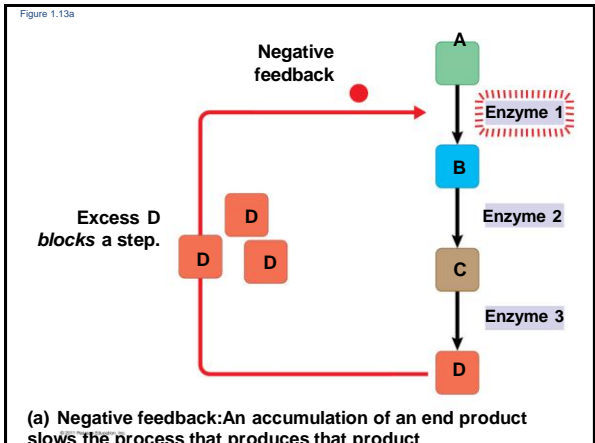 Figure 1.13a
A
Negative
feedback
Enzyme 1
B
Excess D
blocks a step.
D
Enzyme 2
D
D
C
Enzyme 3
D
(a) Negative feedback:An accumulation of an end product
slows the process that produces that product